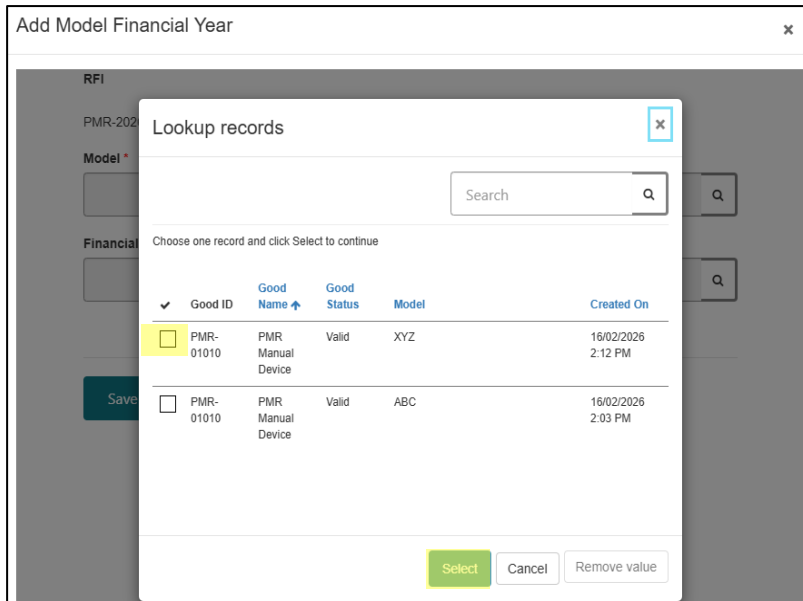 Add Model Financial Year
×
RFI
PMR-202
Lookup records
×
Model *
Search
Financial
Choose one record and click Select to continue
Good ID Good Name Good Status Model Created On
PMR-01010 PMR Manual Device Valid XYZ 16/02/2026 2:12 PM
PMR-01010 PMR Manual Device Valid ABC 16/02/2026 2:03 PM
Save
Select Cancel Remove value